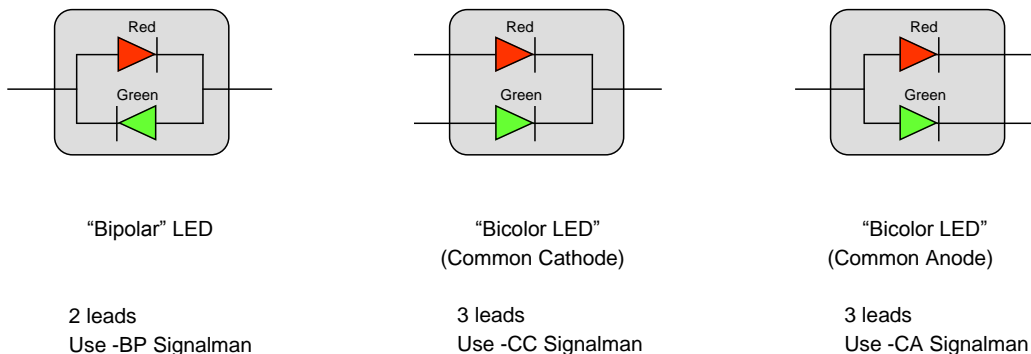 Red
Green
“Bipolar” LED
2 leads
Use -BP Signalman
Red
Green
“Bicolor LED”
(Common Cathode)
3 leads
Use -CC Signalman
Red
Green
“Bicolor LED”
(Common Anode)
3 leads
Use -CA Signalman